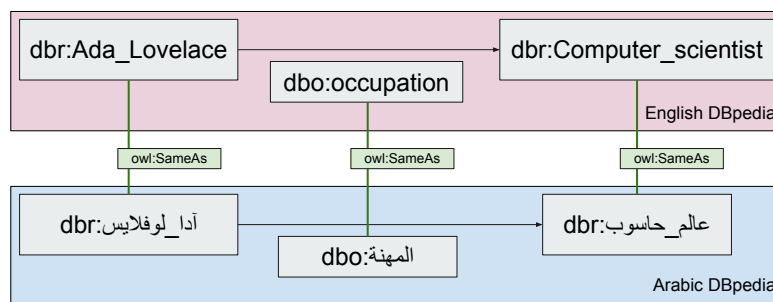 dbr:Ada_Lovelace
dbr:Computer_scientist
dbo:occupation
English DBpedia
owl:SameAs
owl:SameAs
owl:SameAs
dbr:آدا_لوفلايس
dbr:عالم_حاسوب
dbo:المهنة
Arabic DBpedia